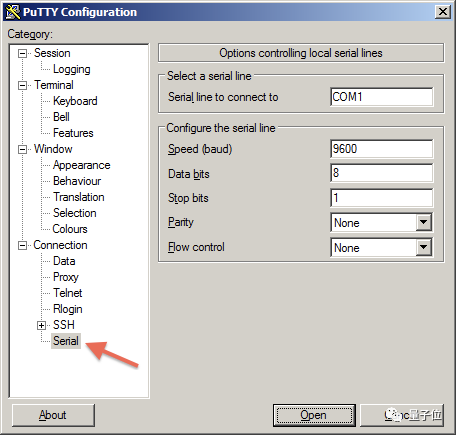 PuTTY Configuration
Category:
Session
Logging
Terminal
Keyboard
Bell
Features
Window
Appearance
Behaviour
Translation
Selection
Colours
Connection
Data
Proxy
Telnet
Rlogin
SSH
Serial
Options controlling local serial lines
Select a serial line
Serial line to connect to COM1
Configure the serial line
Speed (baud) 9600
Data bits 8
Stop bits 1
Parity None
Flow control None
About
Open
量子位